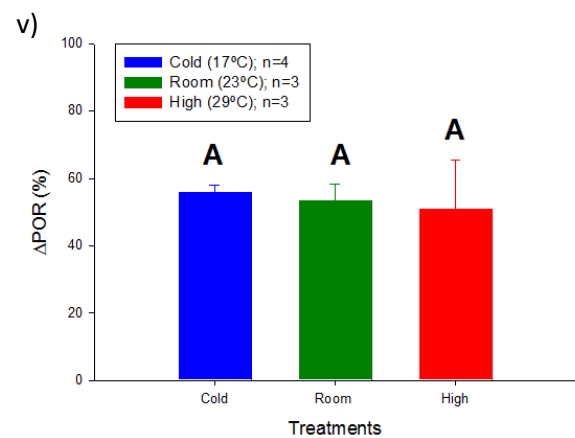 v)
100
Cold (17ºC); n=4
Room (23ºC); n=3
High (29ºC); n=3
80
A A A
60
ΔPOR (%)
40
20
0
Cold Room High
Treatments